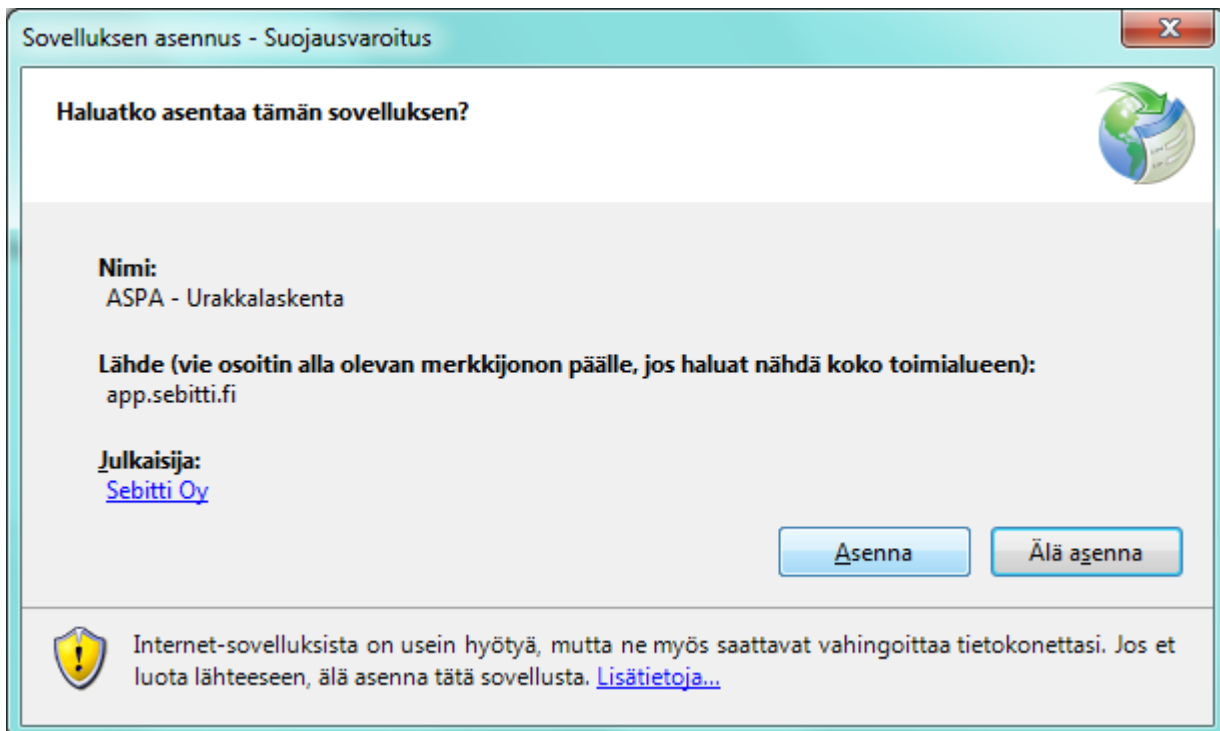 Sovelluksen asennus - Suojausvaroitus
Haluatko asentaa tämän sovelluksen?
Nimi:
ASPA - Urakkalaskenta
Lähde (vie osoitin alla olevan merkkijonon päälle, jos haluat nähdä koko toimialueen):
app.sebitti.fi
Julkaisija:
Sebitti Oy
Asenna
Älä asenna
Internet-sovelluksista on usein hyötyä, mutta ne myös saattavat vahingoittaa tietokonettasi. Jos et
luota lähteeseen, älä asenna tätä sovellusta. Lisätietoja...